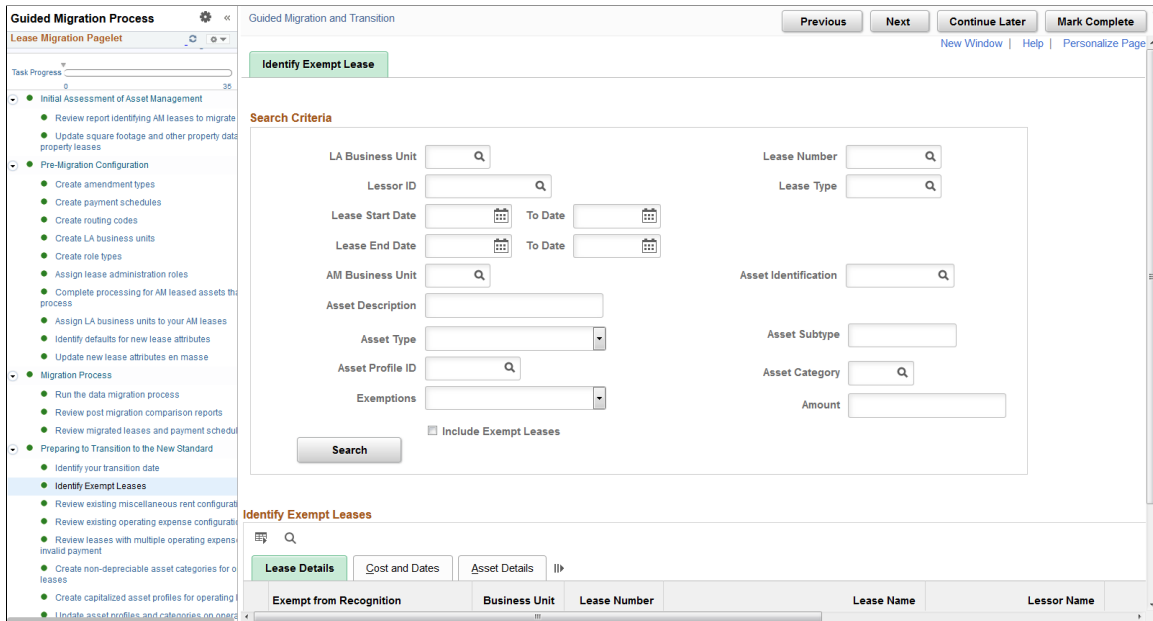 Guided Migration Process
«
Guided Migration and Transition
Previous
Next
Continue Later
Mark Complete
Lease Migration Pagelet
New Window | Help | Personalize Page
Task Progress
0
35
Initial Assessment of Asset Management
Review report identifying AM leases to migrate
Update square footage and other property data
property leases
Pre-Migration Configuration
Create amendment types
Create payment schedules
Create routing codes
Create LA business units
Create role types
Assign lease administration roles
Complete processing for AM leased assets tha
process
Assign LA business units to your AM leases
Identify defaults for new lease attributes
Update new lease attributes en masse
Migration Process
Run the data migration process
Review post migration comparison reports
Review migrated leases and payment schedul
Preparing to Transition to the New Standard
Identify your transition date
Identify Exempt Leases
Review existing miscellaneous rent configurati
Review existing operating expense configuratio
Review leases with multiple operating expense
invalid payment
Create non-depreciable asset categories for o
leases
Create capitalized asset profiles for operating l
Update asset profiles and categories on opera
Identify Exempt Lease
Search Criteria
LA Business Unit
Lease Number
Lessor ID
Lease Type
Lease Start Date
To Date
Lease End Date
To Date
AM Business Unit
Asset Identification
Asset Description
Asset Type
Asset Subtype
Asset Profile ID
Asset Category
Exemptions
Amount
Include Exempt Leases
Search
Identify Exempt Leases
Lease Details
Cost and Dates
Asset Details
Exempt from Recognition
Business Unit
Lease Number
Lease Name
Lessor Name